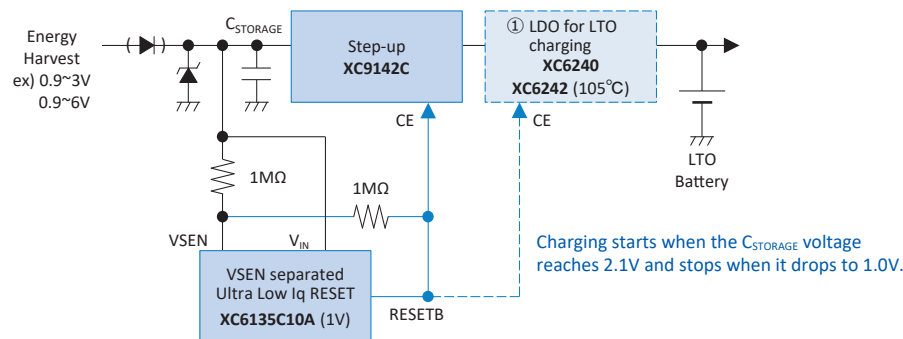 Energy
Harvest
ex) 0.9~3V
0.9~6V
CSTORAGE
Step-up
XC9142C
① LDO for LTO
charging
XC6240
XC6242 (105℃)
CE
CE
LTO
Battery
1MΩ
1MΩ
VSEN
VIN
VSEN separated
Ultra Low Iq RESET
XC6135C10A (1V)
RESETB
Charging starts when the CSTORAGE voltage
reaches 2.1V and stops when it drops to 1.0V.